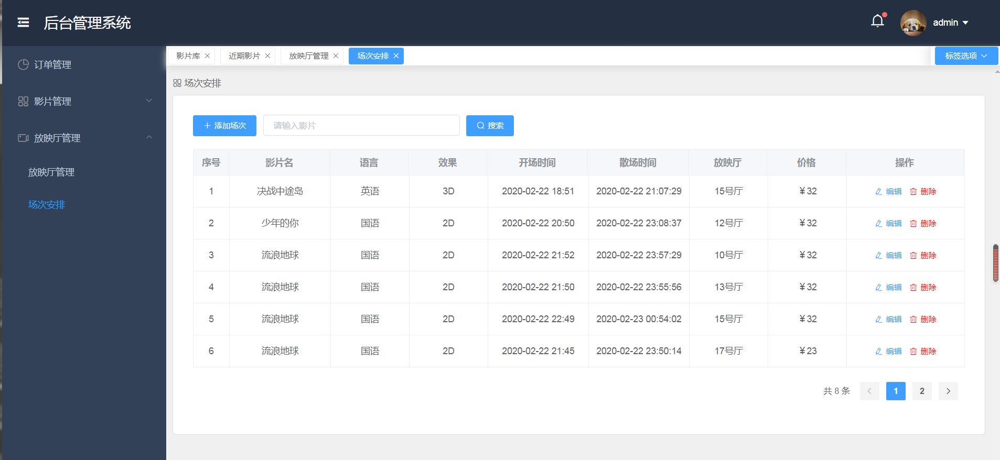 后台管理系统
admin
订单管理
影片管理
放映厅管理
放映厅管理
场次安排
影片库 近期影片 放映厅管理 场次安排 标签选项
场次安排
添加场次 请输入影片 搜索
序号 影片名 语言 效果 开场时间 散场时间 放映厅 价格 操作
1 决战中途岛 英语 3D 2020-02-22 18:51 2020-02-22 21:07:29 15号厅 ¥32 编辑 删除
2 少年的你 国语 2D 2020-02-22 20:50 2020-02-22 23:08:37 12号厅 ¥32 编辑 删除
3 流浪地球 国语 2D 2020-02-22 21:52 2020-02-22 23:57:29 10号厅 ¥32 编辑 删除
4 流浪地球 国语 2D 2020-02-22 21:50 2020-02-22 23:55:56 13号厅 ¥32 编辑 删除
5 流浪地球 国语 2D 2020-02-22 22:49 2020-02-23 00:54:02 15号厅 ¥32 编辑 删除
6 流浪地球 国语 2D 2020-02-22 21:45 2020-02-22 23:50:14 17号厅 ¥23 编辑 删除
共 8 条 1 2